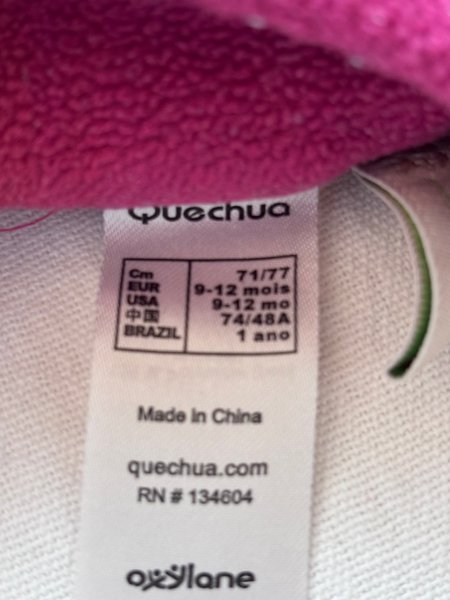 Quechua
Cm 71/77
EUR 9-12 mois
USA 9-12 mo
中国 74/48A
BRAZIL 1 ano
Made in China
quechua.com
RN # 134604
oxylane